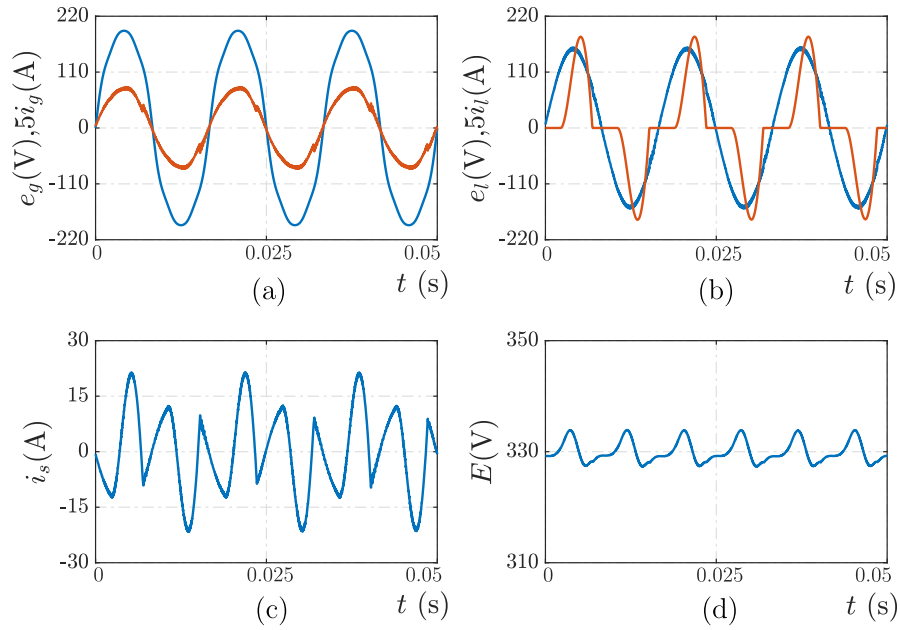 220
110
0
-110
-220
e_g(V),5i_g(A)
0
0.025
0.05
t (s)
(a)
220
110
0
-110
-220
e_l(V),5i_l(A)
0
0.025
0.05
t (s)
(b)
30
15
0
-15
-30
i_s(A)
0
0.025
0.05
t (s)
(c)
350
330
310
E(V)
0
0.025
0.05
t (s)
(d)